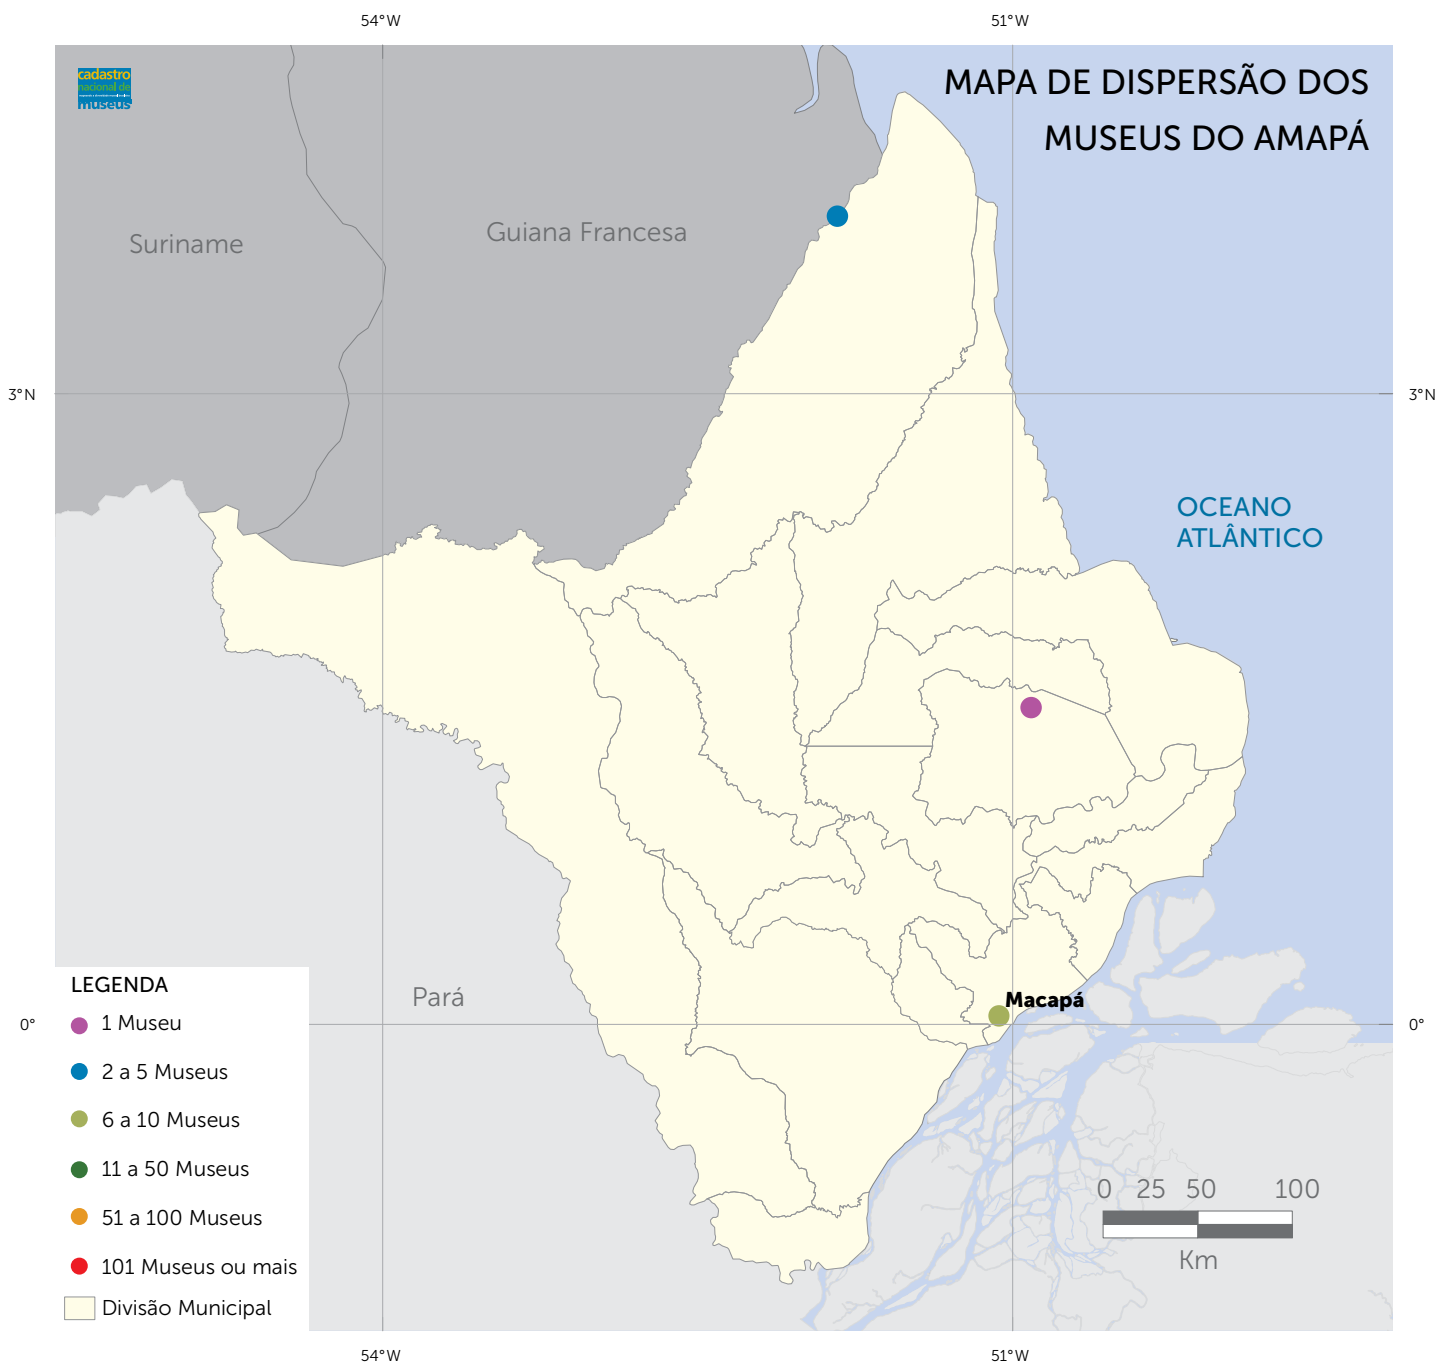 54°W
51°W
cadastro
nacional de
museus
MAPA DE DISPERSÃO DOS
MUSEUS DO AMAPÁ
Suriname
Guiana Francesa
3°N
3°N
OCEANO
ATLÂNTICO
Macapá
Pará
0°
0°
LEGENDA
1 Museu
2 a 5 Museus
6 a 10 Museus
11 a 50 Museus
51 a 100 Museus
101 Museus ou mais
Divisão Municipal
0 25 50 100
Km
54°W
51°W